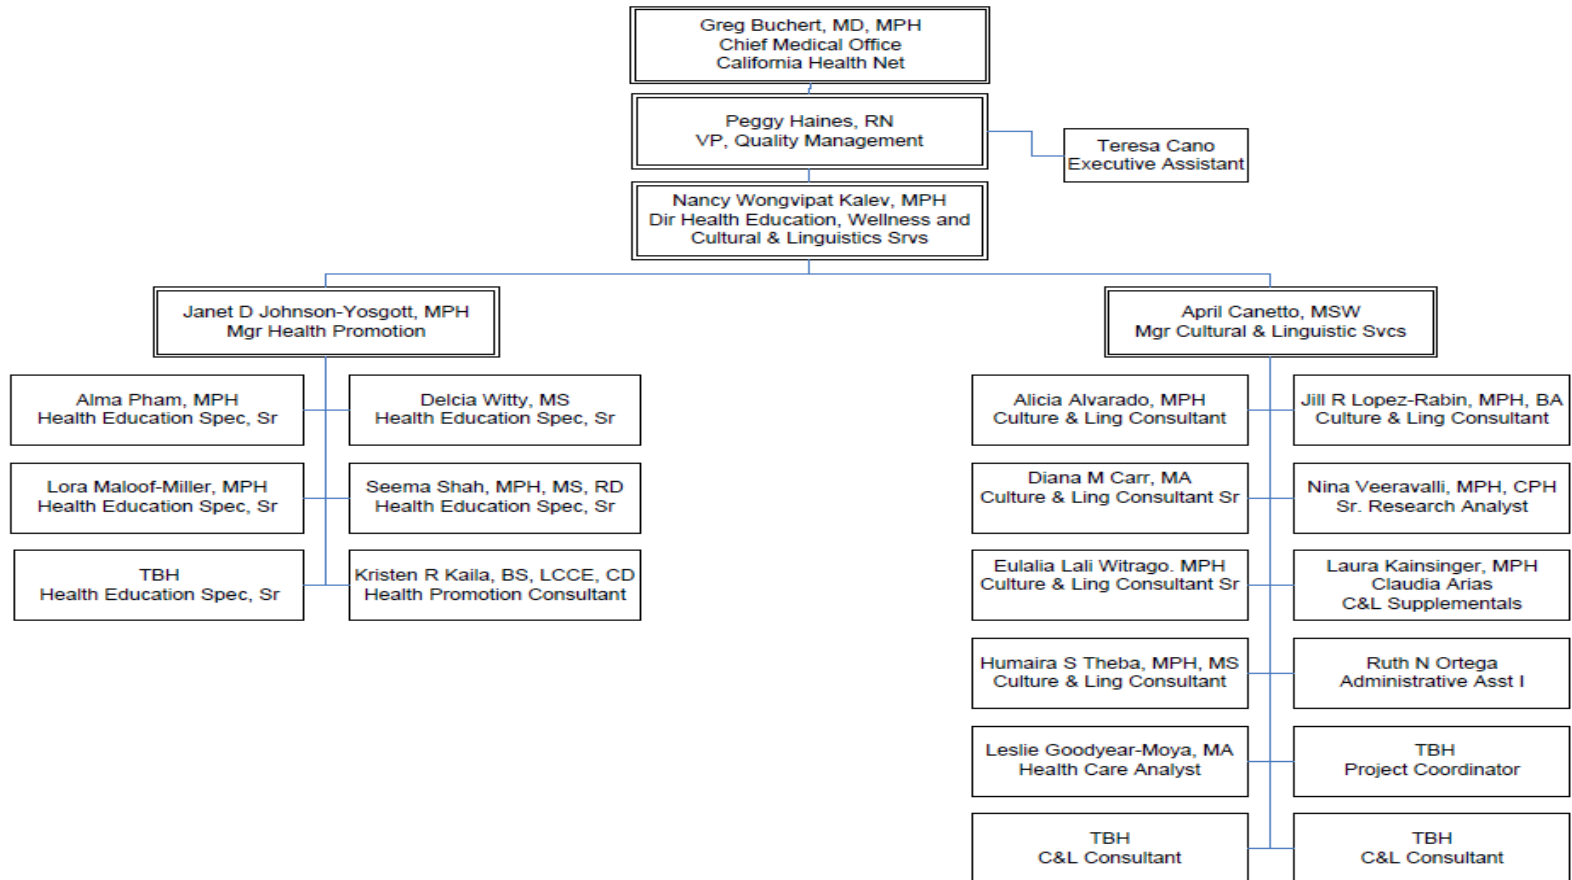 Greg Buchert, MD, MPH
Chief Medical Office
California Health Net
Peggy Haines, RN
VP, Quality Management
Teresa Cano
Executive Assistant
Nancy Wongvipat Kalev, MPH
Dir Health Education, Wellness and
Cultural & Linguistics Srvs
Janet D Johnson-Yosgott, MPH
Mgr Health Promotion
April Canetto, MSW
Mgr Cultural & Linguistic Svcs
Alma Pham, MPH
Health Education Spec, Sr
Delcia Witty, MS
Health Education Spec, Sr
Lora Maloof-Miller, MPH
Health Education Spec, Sr
Seema Shah, MPH, MS, RD
Health Education Spec, Sr
TBH
Health Education Spec, Sr
Kristen R Kaila, BS, LCCE, CD
Health Promotion Consultant
Alicia Alvarado, MPH
Culture & Ling Consultant
Jill R Lopez-Rabin, MPH, BA
Culture & Ling Consultant
Diana M Carr, MA
Culture & Ling Consultant Sr
Nina Veeravalli, MPH, CPH
Sr. Research Analyst
Eulalia Lali Witrago. MPH
Culture & Ling Consultant Sr
Laura Kainsinger, MPH
Claudia Arias
C&L Supplementals
Humaira S Theba, MPH, MS
Culture & Ling Consultant
Ruth N Ortega
Administrative Asst I
Leslie Goodyear-Moya, MA
Health Care Analyst
TBH
Project Coordinator
TBH
C&L Consultant
TBH
C&L Consultant